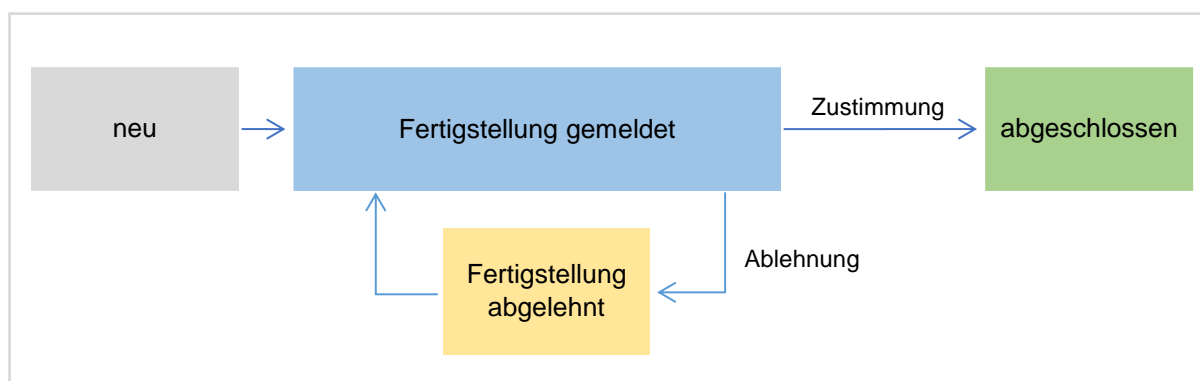 neu
Fertigstellung gemeldet
Zustimmung
abgeschlossen
Ablehnung
Fertigstellung
abgelehnt